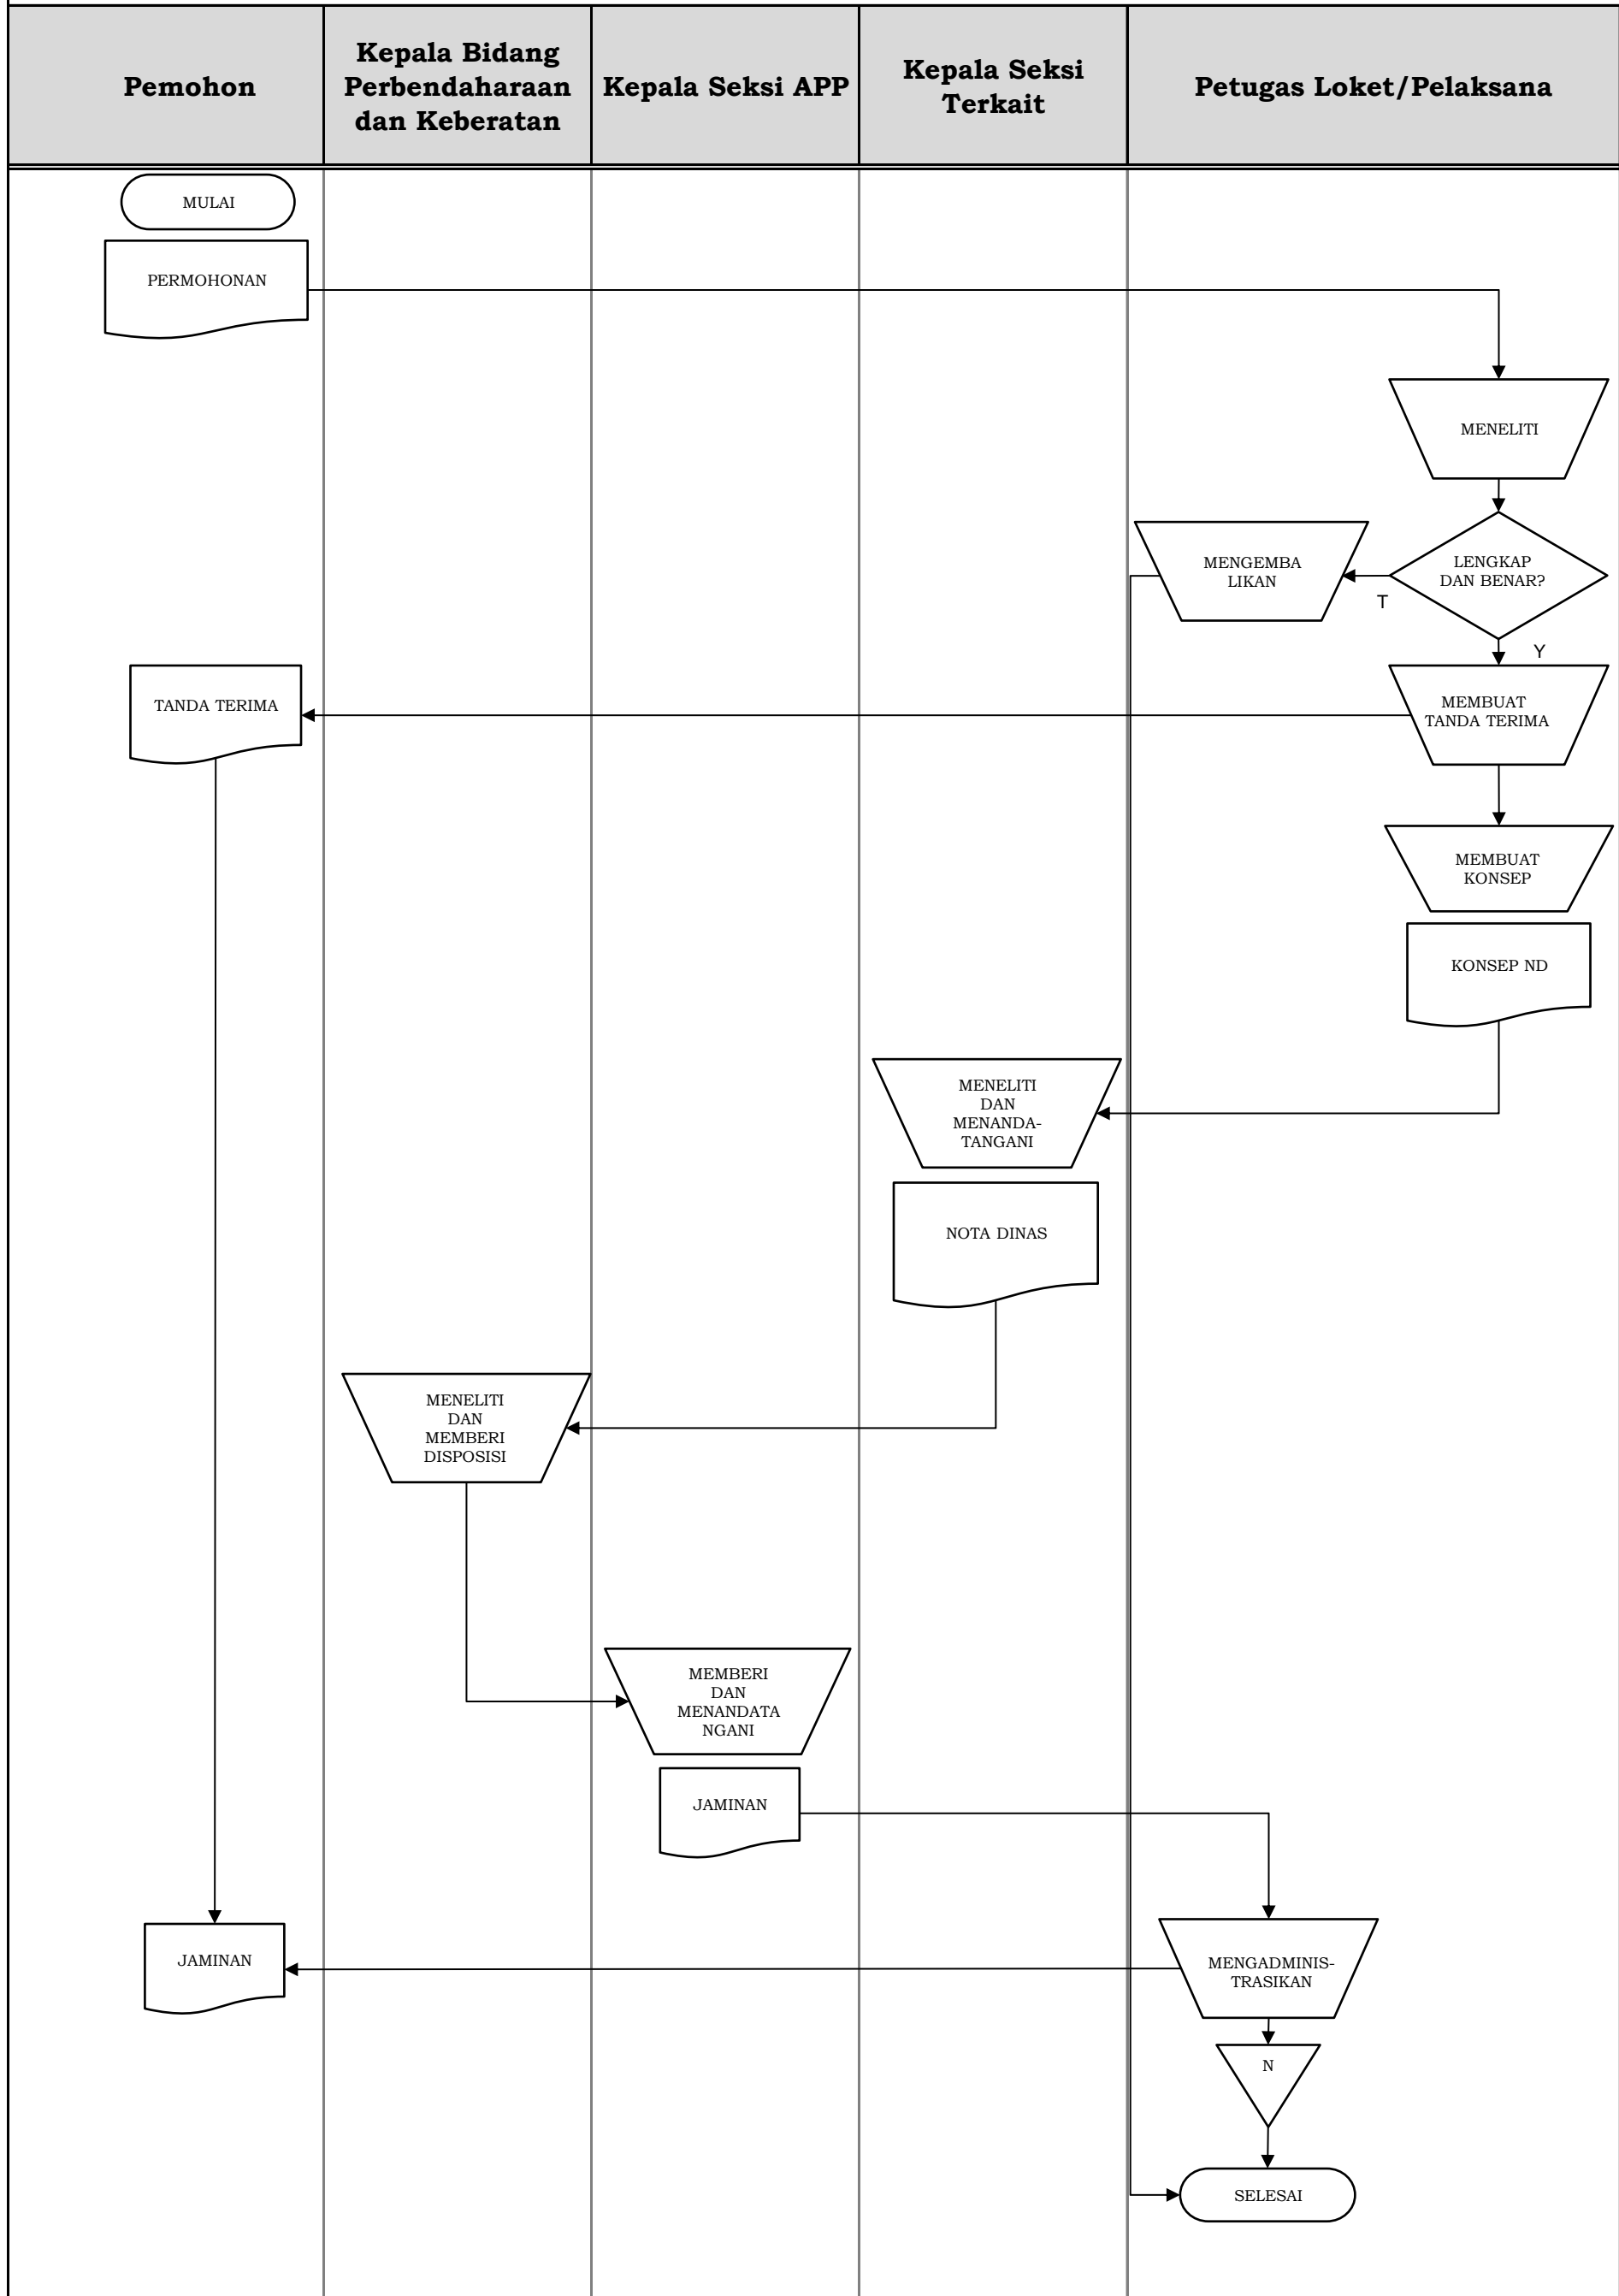 Pemohon
Kepala Bidang
Perbendaharaan
dan Keberatan
Kepala Seksi APP
Kepala Seksi
Terkait
Petugas Loket/Pelaksana
MULAI
PERMOHONAN
MENELITI
LENGKAP
DAN BENAR?
MENGEMBA
LIKAN
T
Y
TANDA TERIMA
MEMBUAT
TANDA TERIMA
MEMBUAT
KONSEP
KONSEP ND
MENELITI
DAN
MENANDA-
TANGANI
NOTA DINAS
MENELITI
DAN
MEMBERI
DISPOSISI
MEMBERI
DAN
MENANDATA
NGANI
JAMINAN
JAMINAN
MENGADMINIS-
TRASIKAN
N
SELESAI